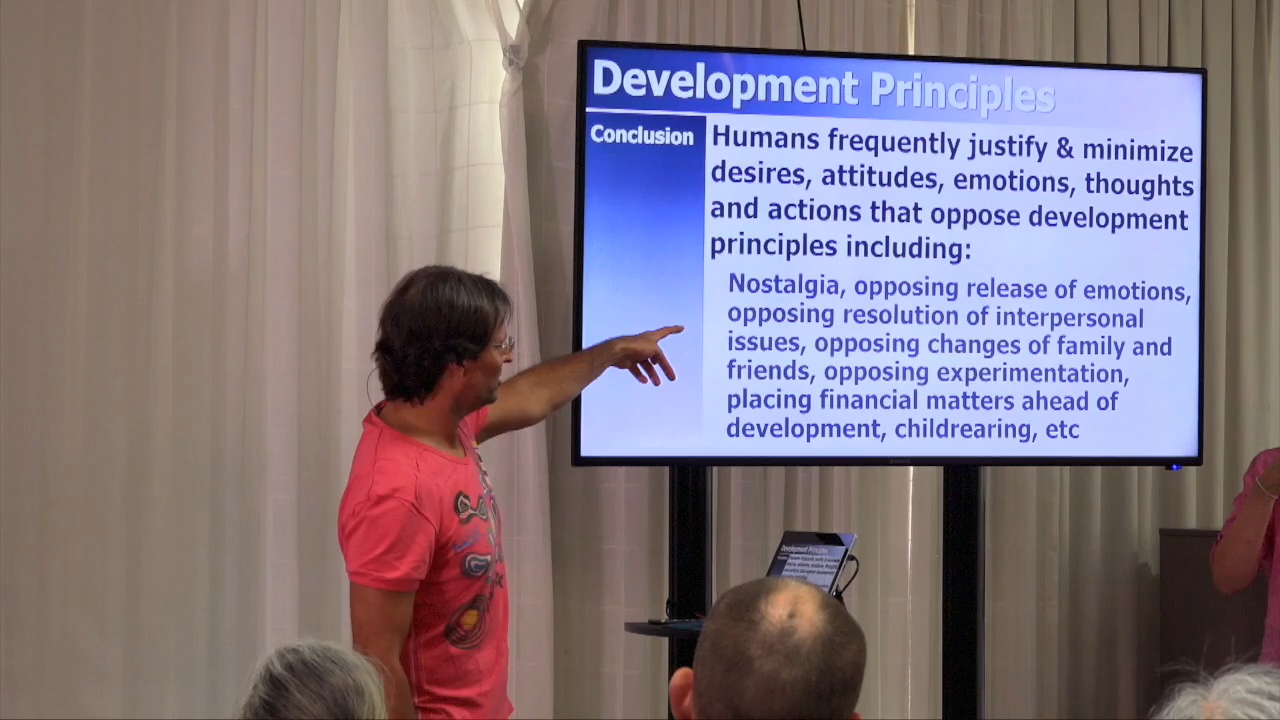 Development Principles
Conclusion
Humans frequently justify & minimize
desires, attitudes, emotions, thoughts
and actions that oppose development
principles including:
Nostalgia, opposing release of emotions,
opposing resolution of interpersonal
issues, opposing changes of family and
friends, opposing experimentation,
placing financial matters ahead of
development, childrearing, etc
Development Principles